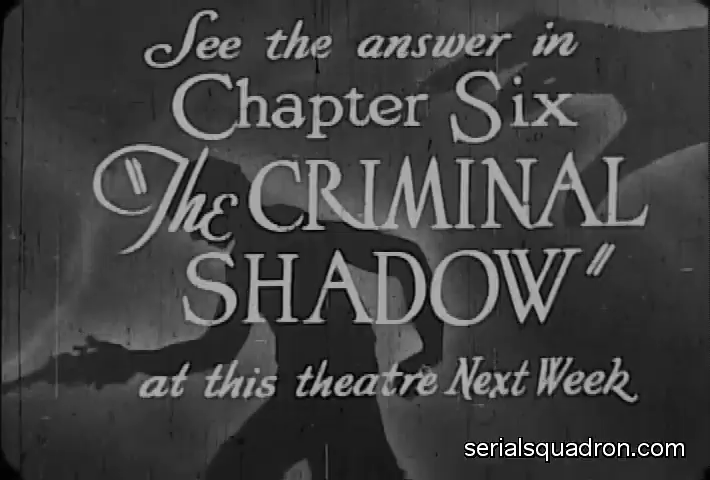 See the answer in
Chapter Six
"The CRIMINAL
SHADOW"
at this theatre Next Week
serialsquadron.com